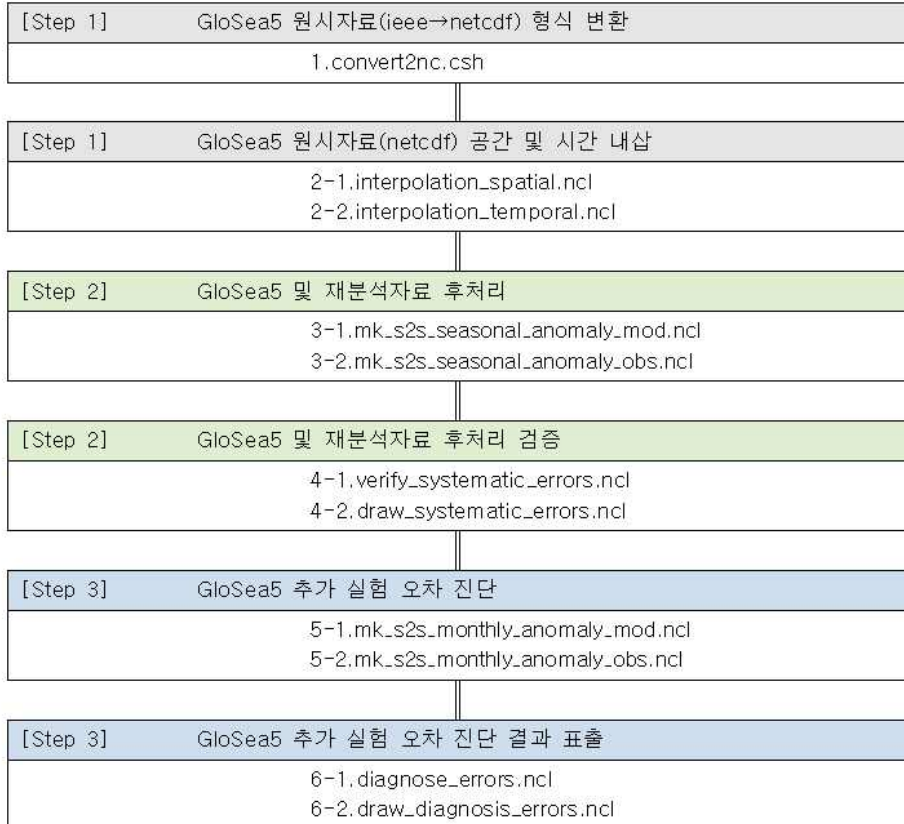 [Step 1] GloSea5 원시자료(ieee→netcdf) 형식 변환
1.convert2nc.csh
[Step 1] GloSea5 원시자료(netcdf) 공간 및 시간 내삽
2-1.interpolation_spatial.ncl
2-2.interpolation_temporal.ncl
[Step 2] GloSea5 및 재분석자료 후처리
3-1.mk_s2s_seasonal_anomaly_mod.ncl
3-2.mk_s2s_seasonal_anomaly_obs.ncl
[Step 2] GloSea5 및 재분석자료 후처리 검증
4-1.verify_systematic_errors.ncl
4-2.draw_systematic_errors.ncl
[Step 3] GloSea5 추가 실험 오차 진단
5-1.mk_s2s_monthly_anomaly_mod.ncl
5-2.mk_s2s_monthly_anomaly_obs.ncl
[Step 3] GloSea5 추가 실험 오차 진단 결과 표출
6-1.diagnose_errors.ncl
6-2.draw_diagnosis_errors.ncl